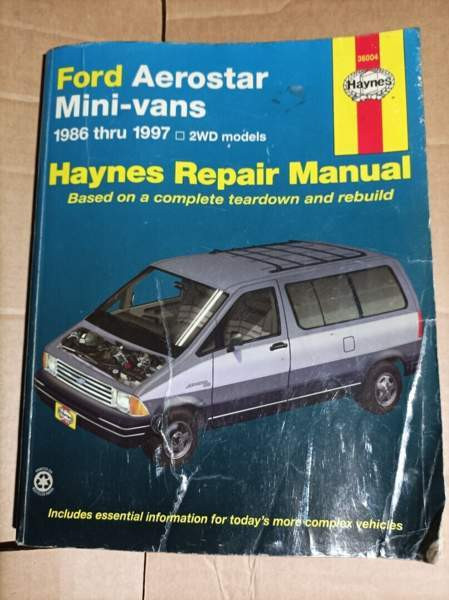 Ford Aerostar
Mini-vans
1986 thru 1997 □ 2WD models
36004
Haynes
Haynes Repair Manual
Based on a complete teardown and rebuild
Haynes
Includes essential information for today's more complex vehicles